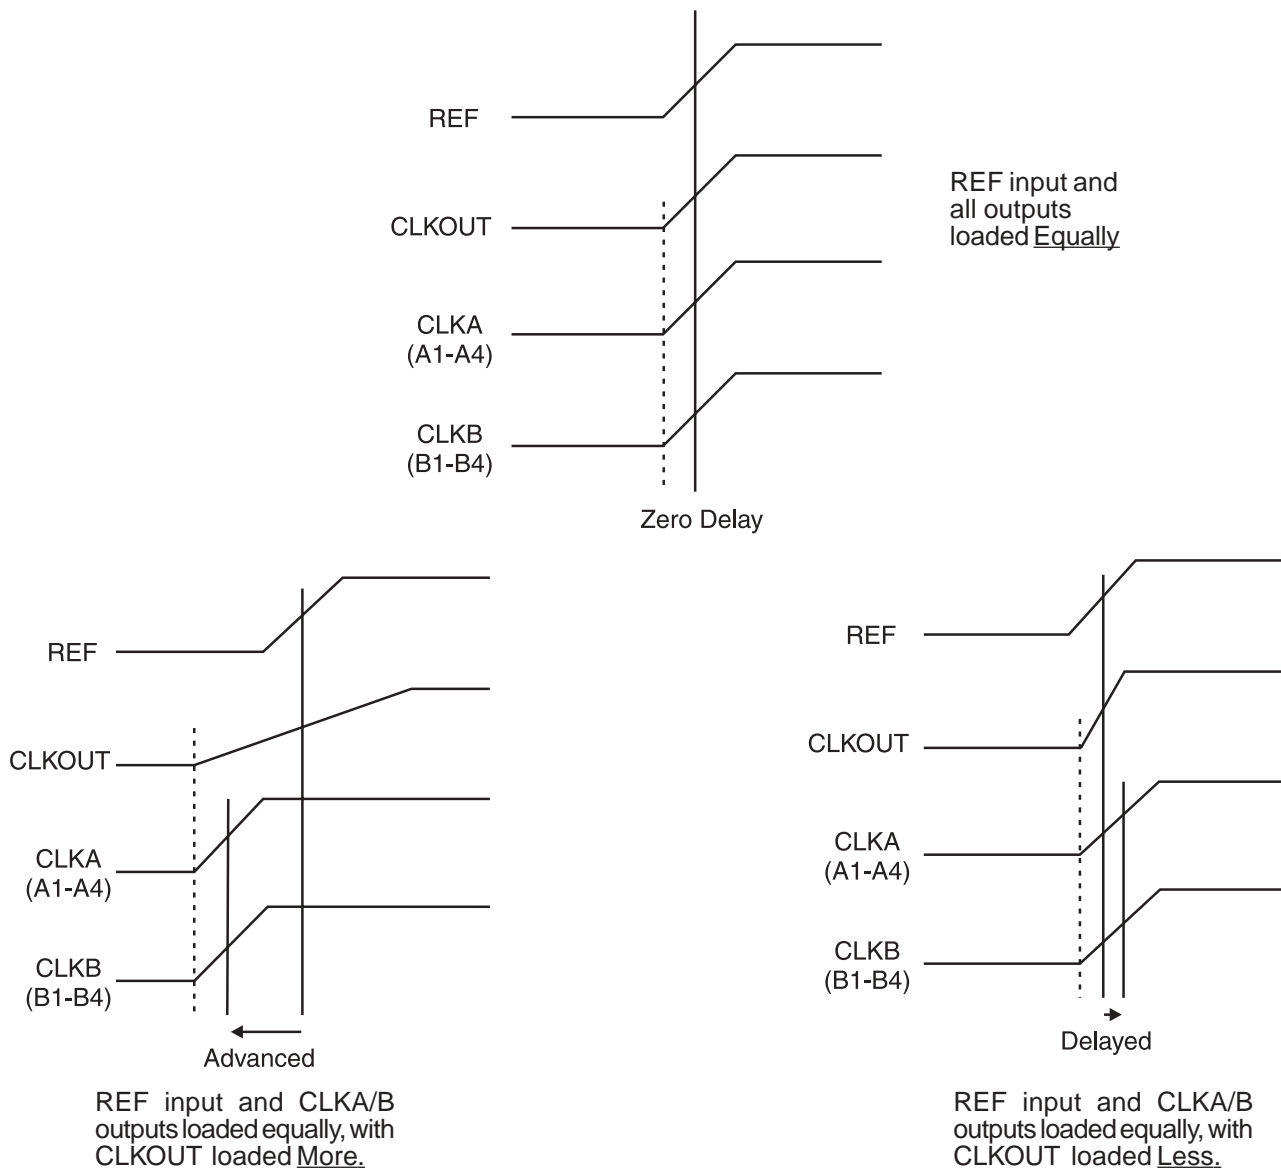 REF
CLKOUT
CLKA
(A1-A4)
CLKB
(B1-B4)
REF input and
all outputs
loaded Equally
Zero Delay
REF
CLKOUT
CLKA
(A1-A4)
CLKB
(B1-B4)
Advanced
REF input and CLKA/B
outputs loaded equally, with
CLKOUT loaded More.
REF
CLKOUT
CLKA
(A1-A4)
CLKB
(B1-B4)
Delayed
REF input and CLKA/B
outputs loaded equally, with
CLKOUT loaded Less.